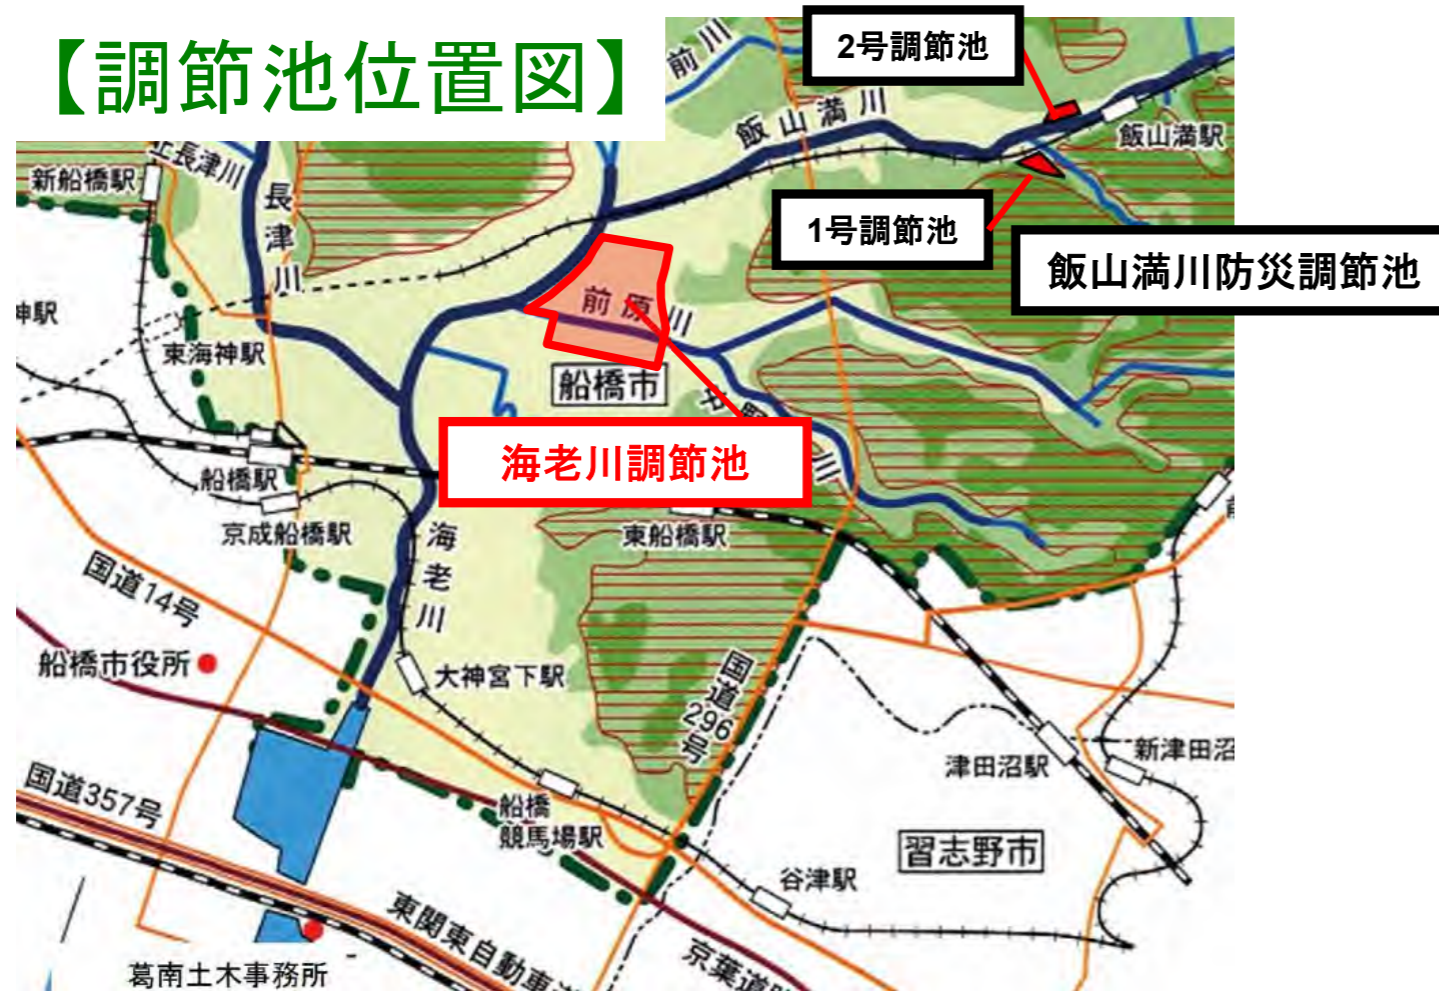 【調節池位置図】
前川
2号調節池
飯山満川
飯山満駅
新船橋駅
上長津川
長津川
1号調節池
飯山満川防災調節池
前原川
神駅
東海神駅
船橋市
海老川調節池
船橋駅
京成船橋駅
東船橋駅
海老川
国道14号
船橋市役所
大神宮下駅
国道296号
津田沼駅
新津田沼
国道357号
船橋
競馬場駅
習志野市
谷津駅
東関東自動車
京葉道
葛南土木事務所